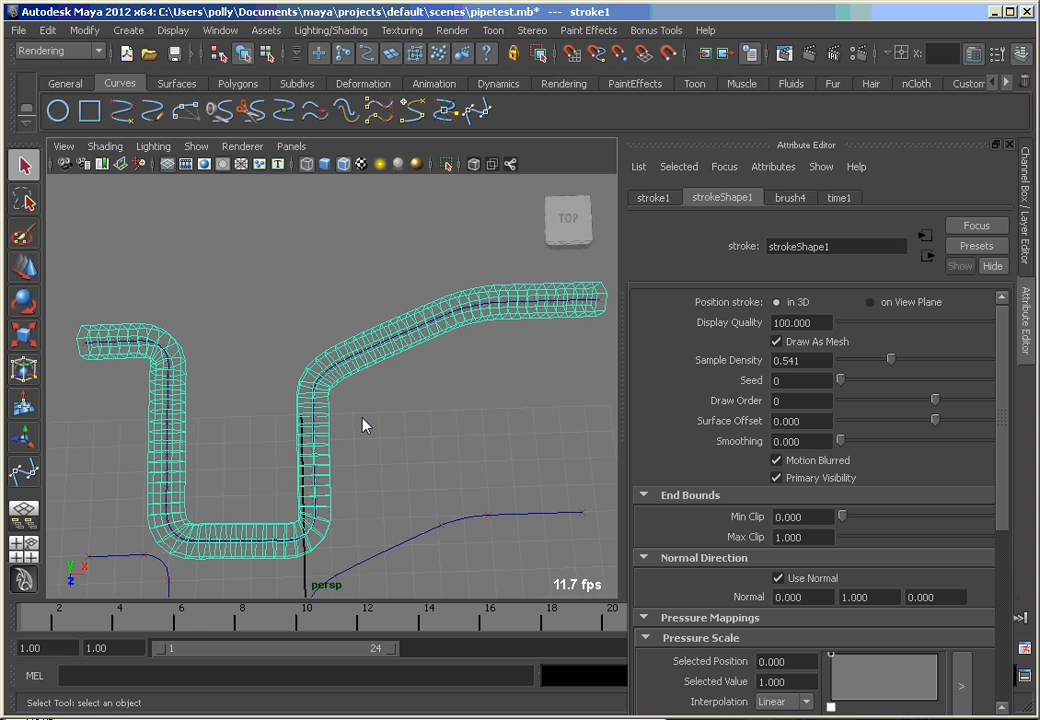 Autodesk Maya 2012 x64: C:\Users\polly\Documents\maya\projects\default\scenes\pipetest.mb* --- stroke1
File Edit Modify Create Display Window Assets Lighting/Shading Texturing Render Toon Stereo Paint Effects Bonus Tools Help
Rendering
General Curves Surfaces Polygons Subdivs Deformation Animation Dynamics Rendering PaintEffects Toon Muscle Fluids Fur Hair nCloth Custom
View Shading Lighting Show Renderer Panels
Attribute Editor
List Selected Focus Attributes Show Help
stroke1 strokeShape1 brush4 time1
TOP
stroke: strokeShape1
Focus
Presets
Show Hide
Position stroke: in 3D on View Plane
Display Quality 100.000
Draw As Mesh
Sample Density 0.541
Seed 0
Draw Order 0
Surface Offset 0.000
Smoothing 0.000
Motion Blurred
Primary Visibility
End Bounds
Min Clip 0.000
Max Clip 1.000
Normal Direction
Use Normal
Normal 0.000 1.000 0.000
Pressure Mappings
Pressure Scale
Selected Position 0.000
Selected Value 1.000
Interpolation Linear
>
Channel Box / Layer Editor
Attribute Editor
y x
z
persp
11.7 fps
2 4 6 8 10 12 14 16 18 20
1.00 1.00 1 24
MEL
Select Tool: select an object